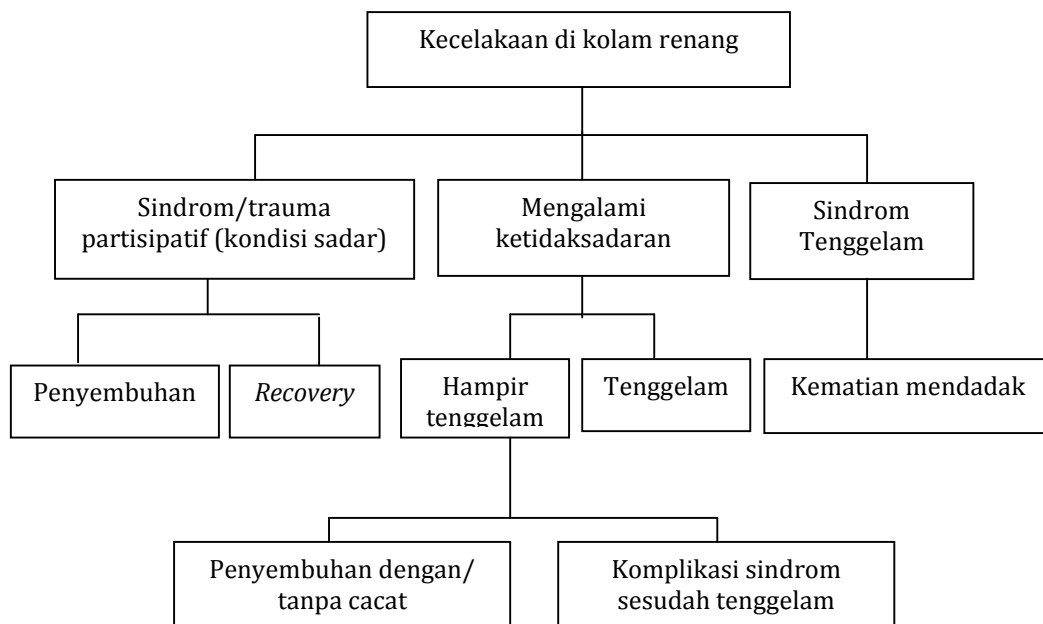 Kecelakaan di kolam renang
Sindrom/trauma
partisipatif (kondisi sadar)
Mengalami
ketidaksadaran
Sindrom
Tenggelam
Penyembuhan
Recovery
Hampir
tenggelam
Tenggelam
Kematian mendadak
Penyembuhan dengan/
tanpa cacat
Komplikasi sindrom
sesudah tenggelam